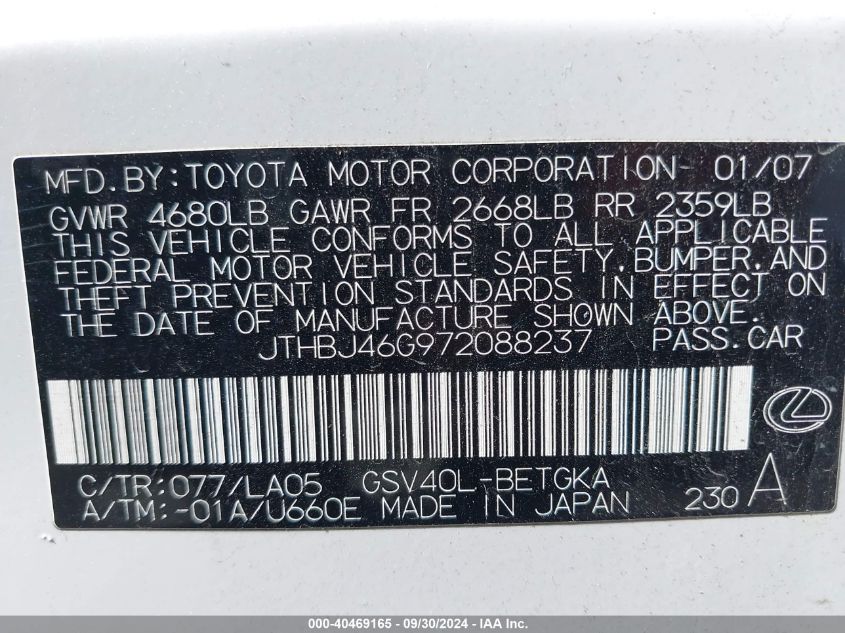 MFD.BY:TOYOTA MOTOR CORPORATION- 01/07
GVWR 4680LB GAWR FR 2668LB RR 2359LB
THIS VEHICLE CONFORMS TO ALL APPLICABLE
FEDERAL MOTOR VEHICLE SAFETY,BUMPER,AND
THEFT PREVENTION STANDARDS IN EFFECT ON
THE DATE OF MANUFACTURE SHOWN ABOVE.
JTHBJ46G972088237 PASS.CAR
C/TR:077/LA05 GSV40L-BETGKA
A/TM:-01A/U660E MADE IN JAPAN 230 A
000-40469165 - 09/30/2024 - IAA Inc.